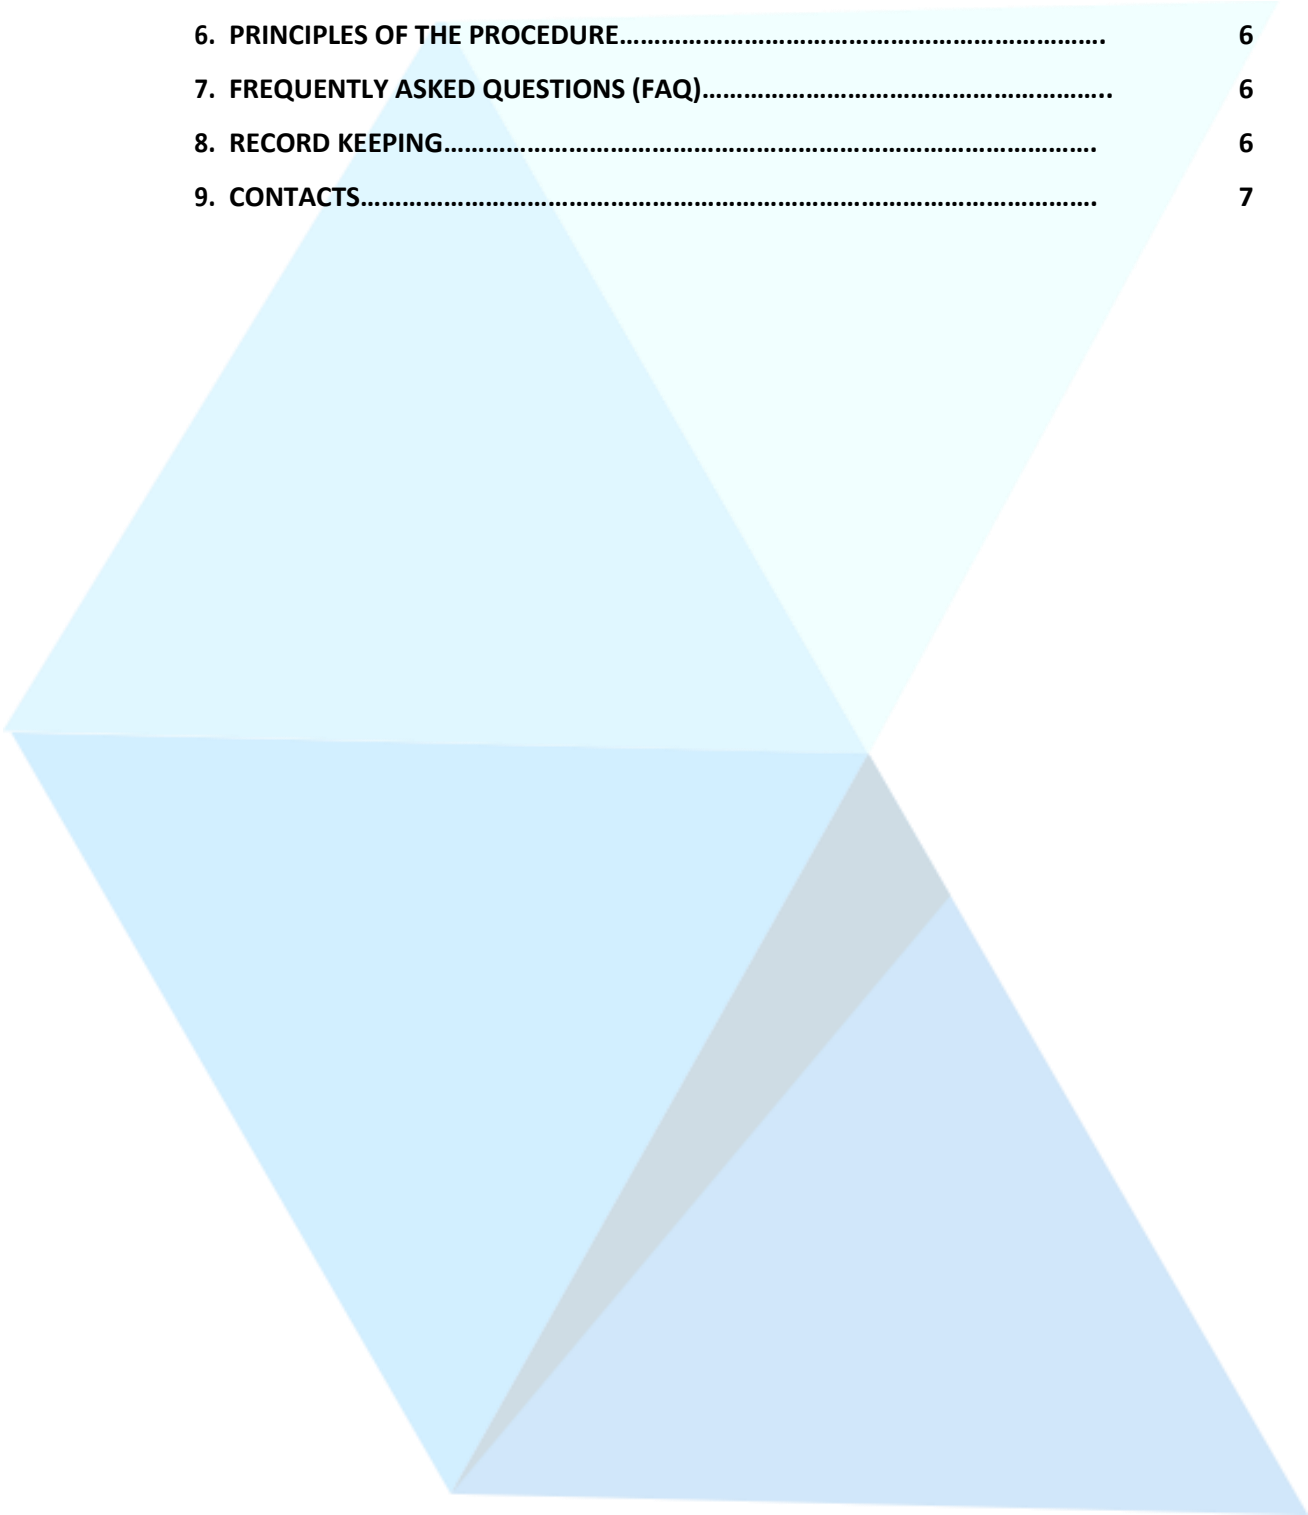 6. PRINCIPLES OF THE PROCEDURE……………………………………………………………. 6
7. FREQUENTLY ASKED QUESTIONS (FAQ)………………………………………………….. 6
8. RECORD KEEPING…………………………………………………………………………………. 6
9. CONTACTS……………………………………………………………………………………………. 7